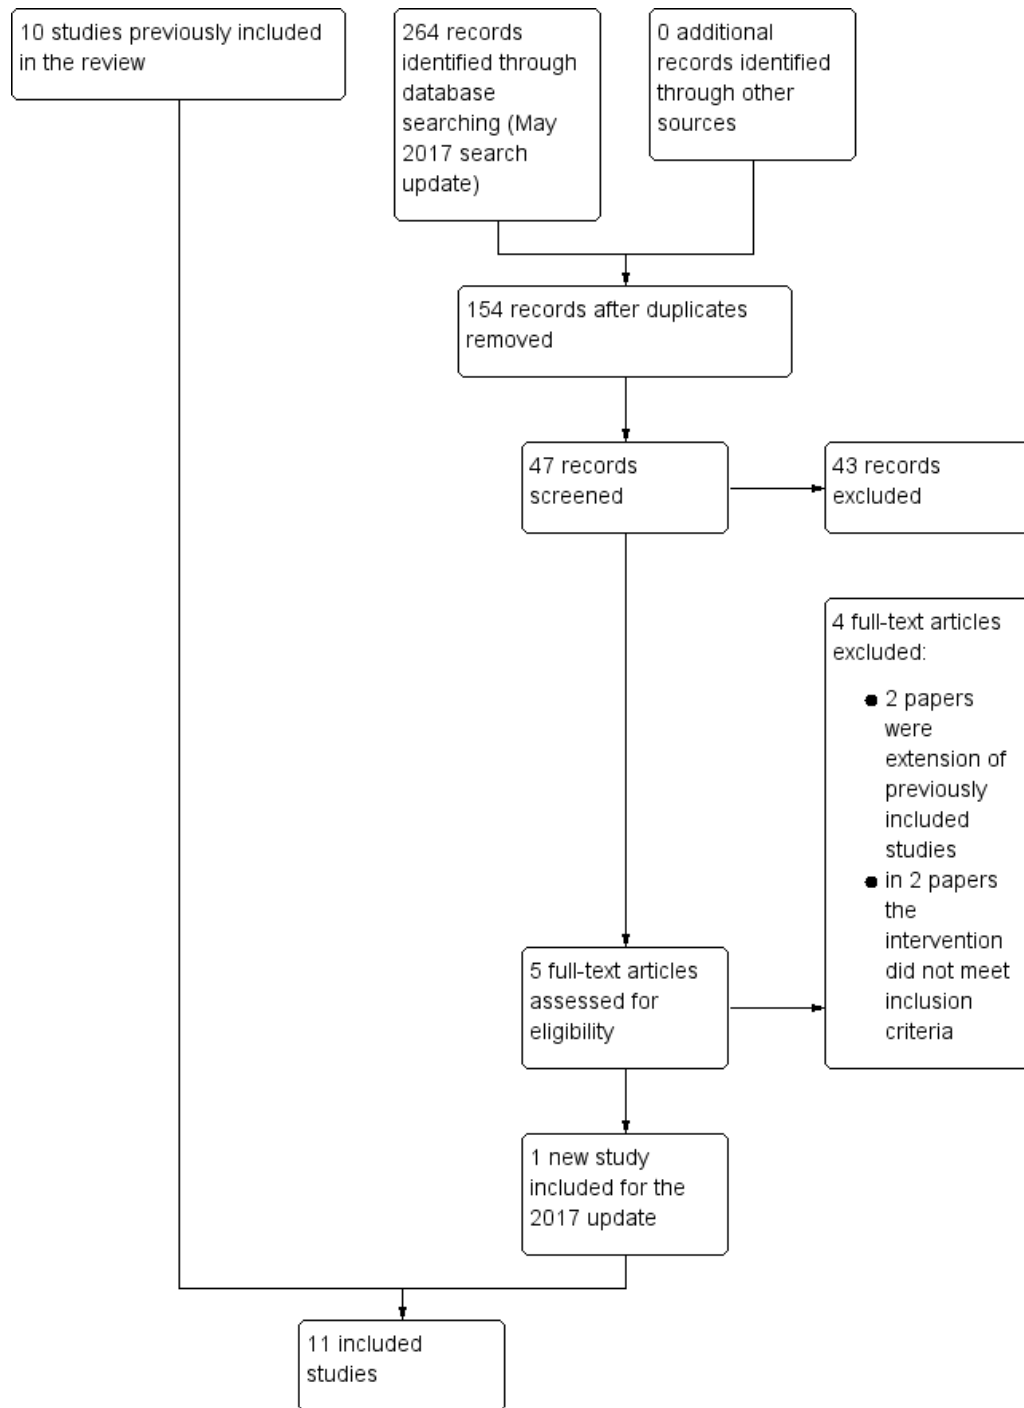 10 studies previously included
in the review
264 records
identified through
database
searching (May
2017 search
update)
0 additional
records identified
through other
sources
154 records after duplicates
removed
47 records
screened
43 records
excluded
4 full-text articles
excluded:
● 2 papers
were
extension of
previously
included
studies
● in 2 papers
the
intervention
did not meet
inclusion
criteria
5 full-text articles
assessed for
eligibility
1 new study
included for the
2017 update
11 included
studies